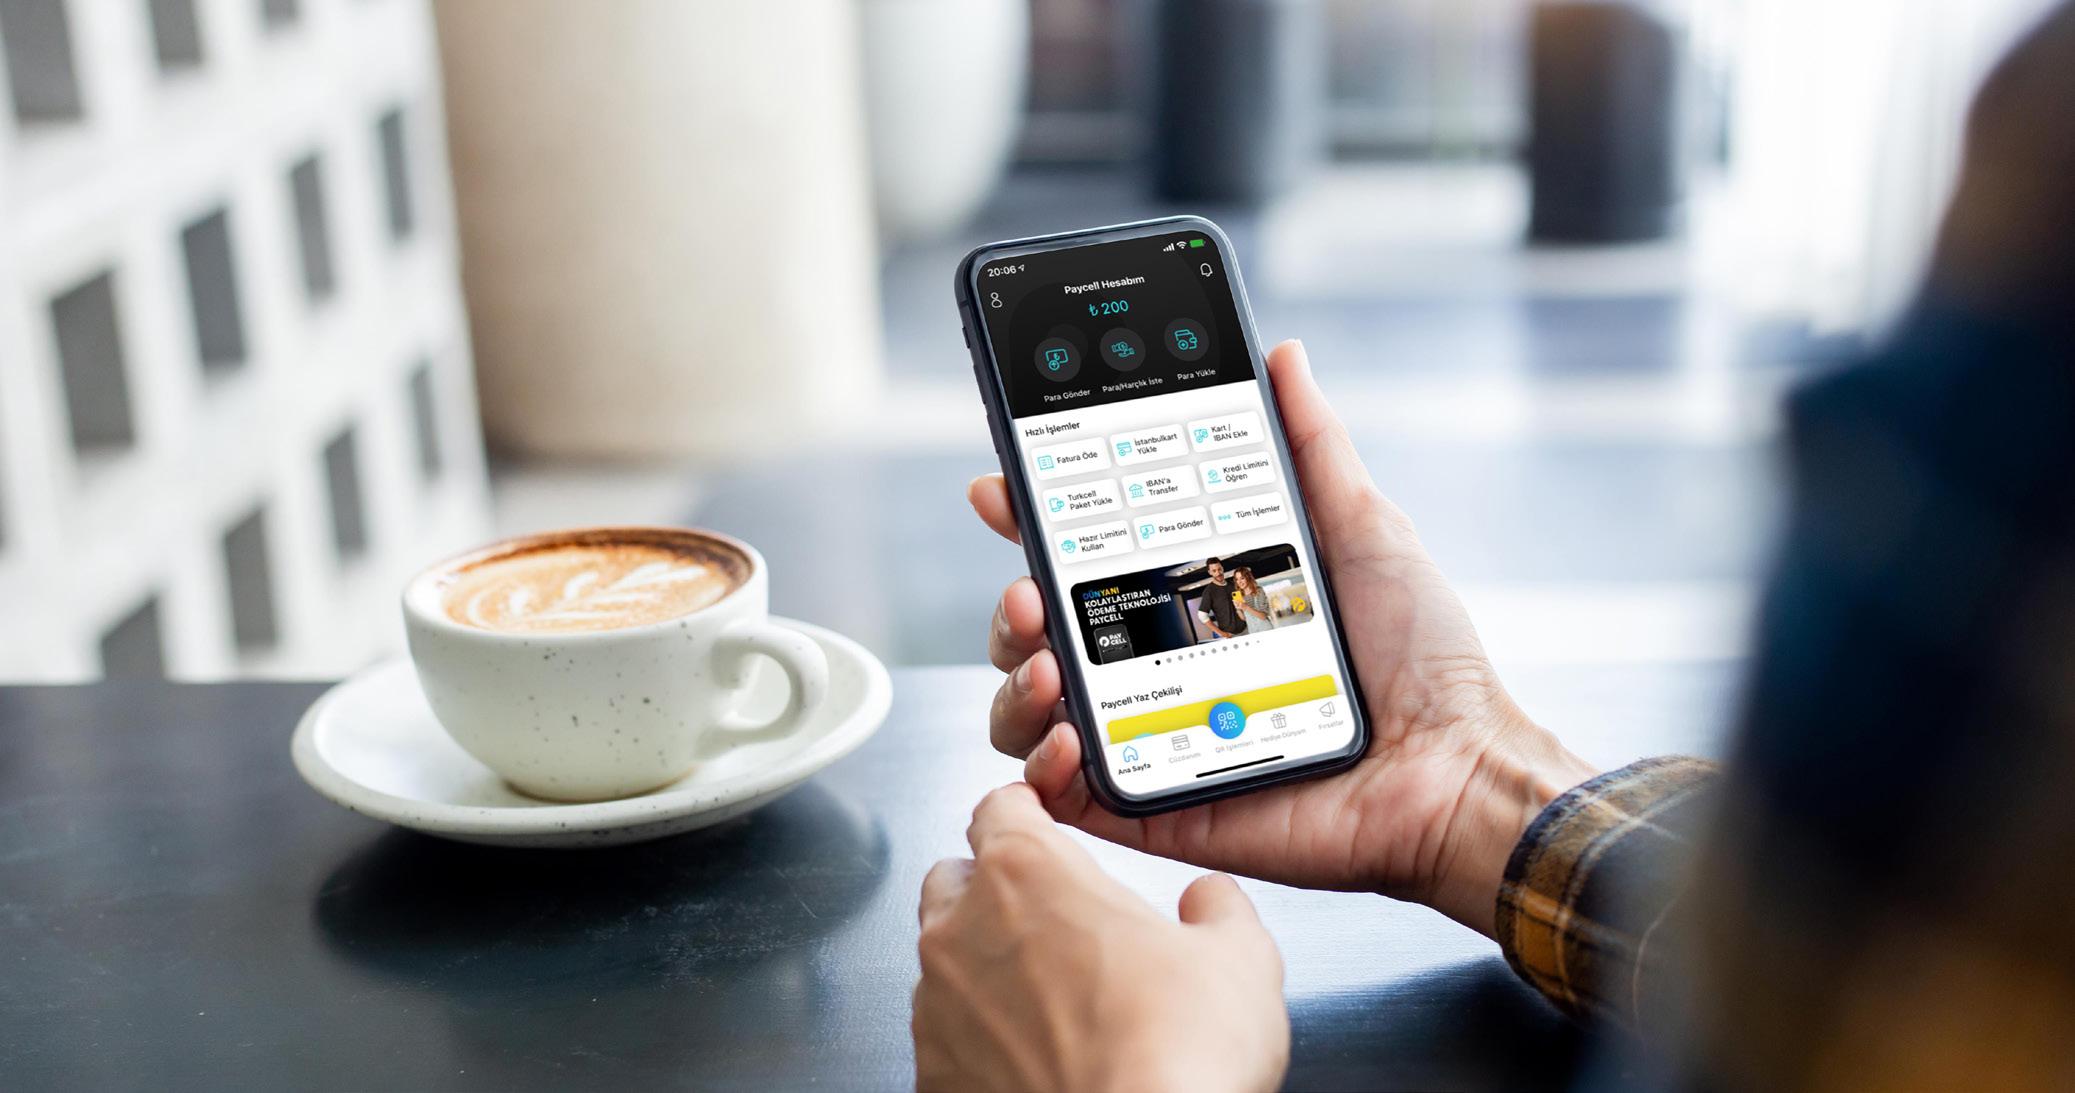 20:06
Paycell Hesabım
₺ 200
Para Gönder
Para/Harçlık İste
Para Yükle
Hızlı İşlemler
Fatura Öde
İstanbulkart
Yükle
Kart /
IBAN Ekle
Turkcell
Paket Yükle
IBAN'a
Transfer
Kredi Limitini
Öğren
Hazır Limitini
Kullan
Para Gönder
Tüm İşlemler
DÜNYANI
KOLAYLAŞTIRAN
ÖDEME TEKNOLOJİSİ
PAYCELL
PAY
CELL
Paycell Yaz Çekilişi
Ana Sayfa
Cüzdanım
QR İşlemleri
Hediye Dünyam
Fırsatlar